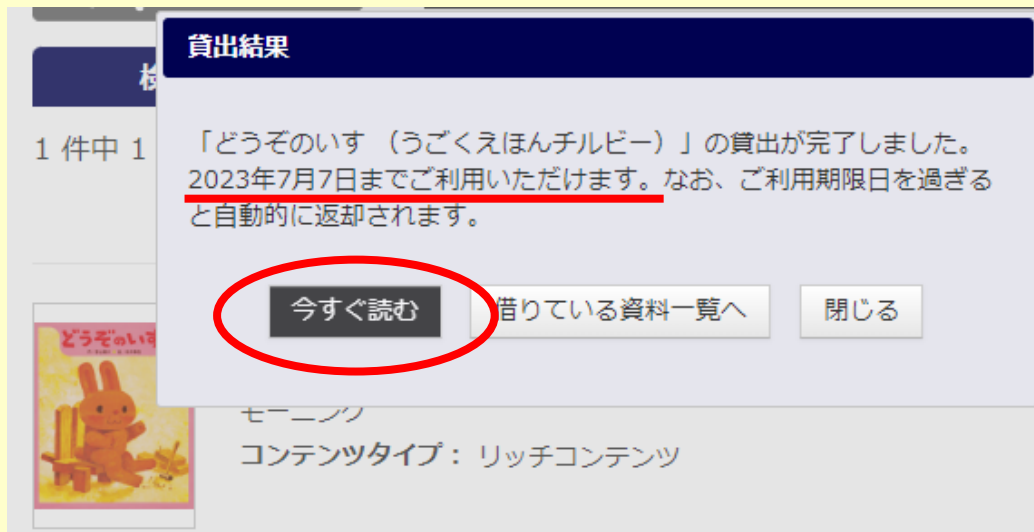 貸出結果
検
1 件中 1
「どうぞのいす （うごくえほんチルビー）」の貸出が完了しました。
2023年7月7日までご利用いただけます。なお、ご利用期限日を過ぎる
と自動的に返却されます。
今すぐ読む
借りている資料一覧へ
閉じる
どうぞのいす
モーニング
コンテンツタイプ： リッチコンテンツ